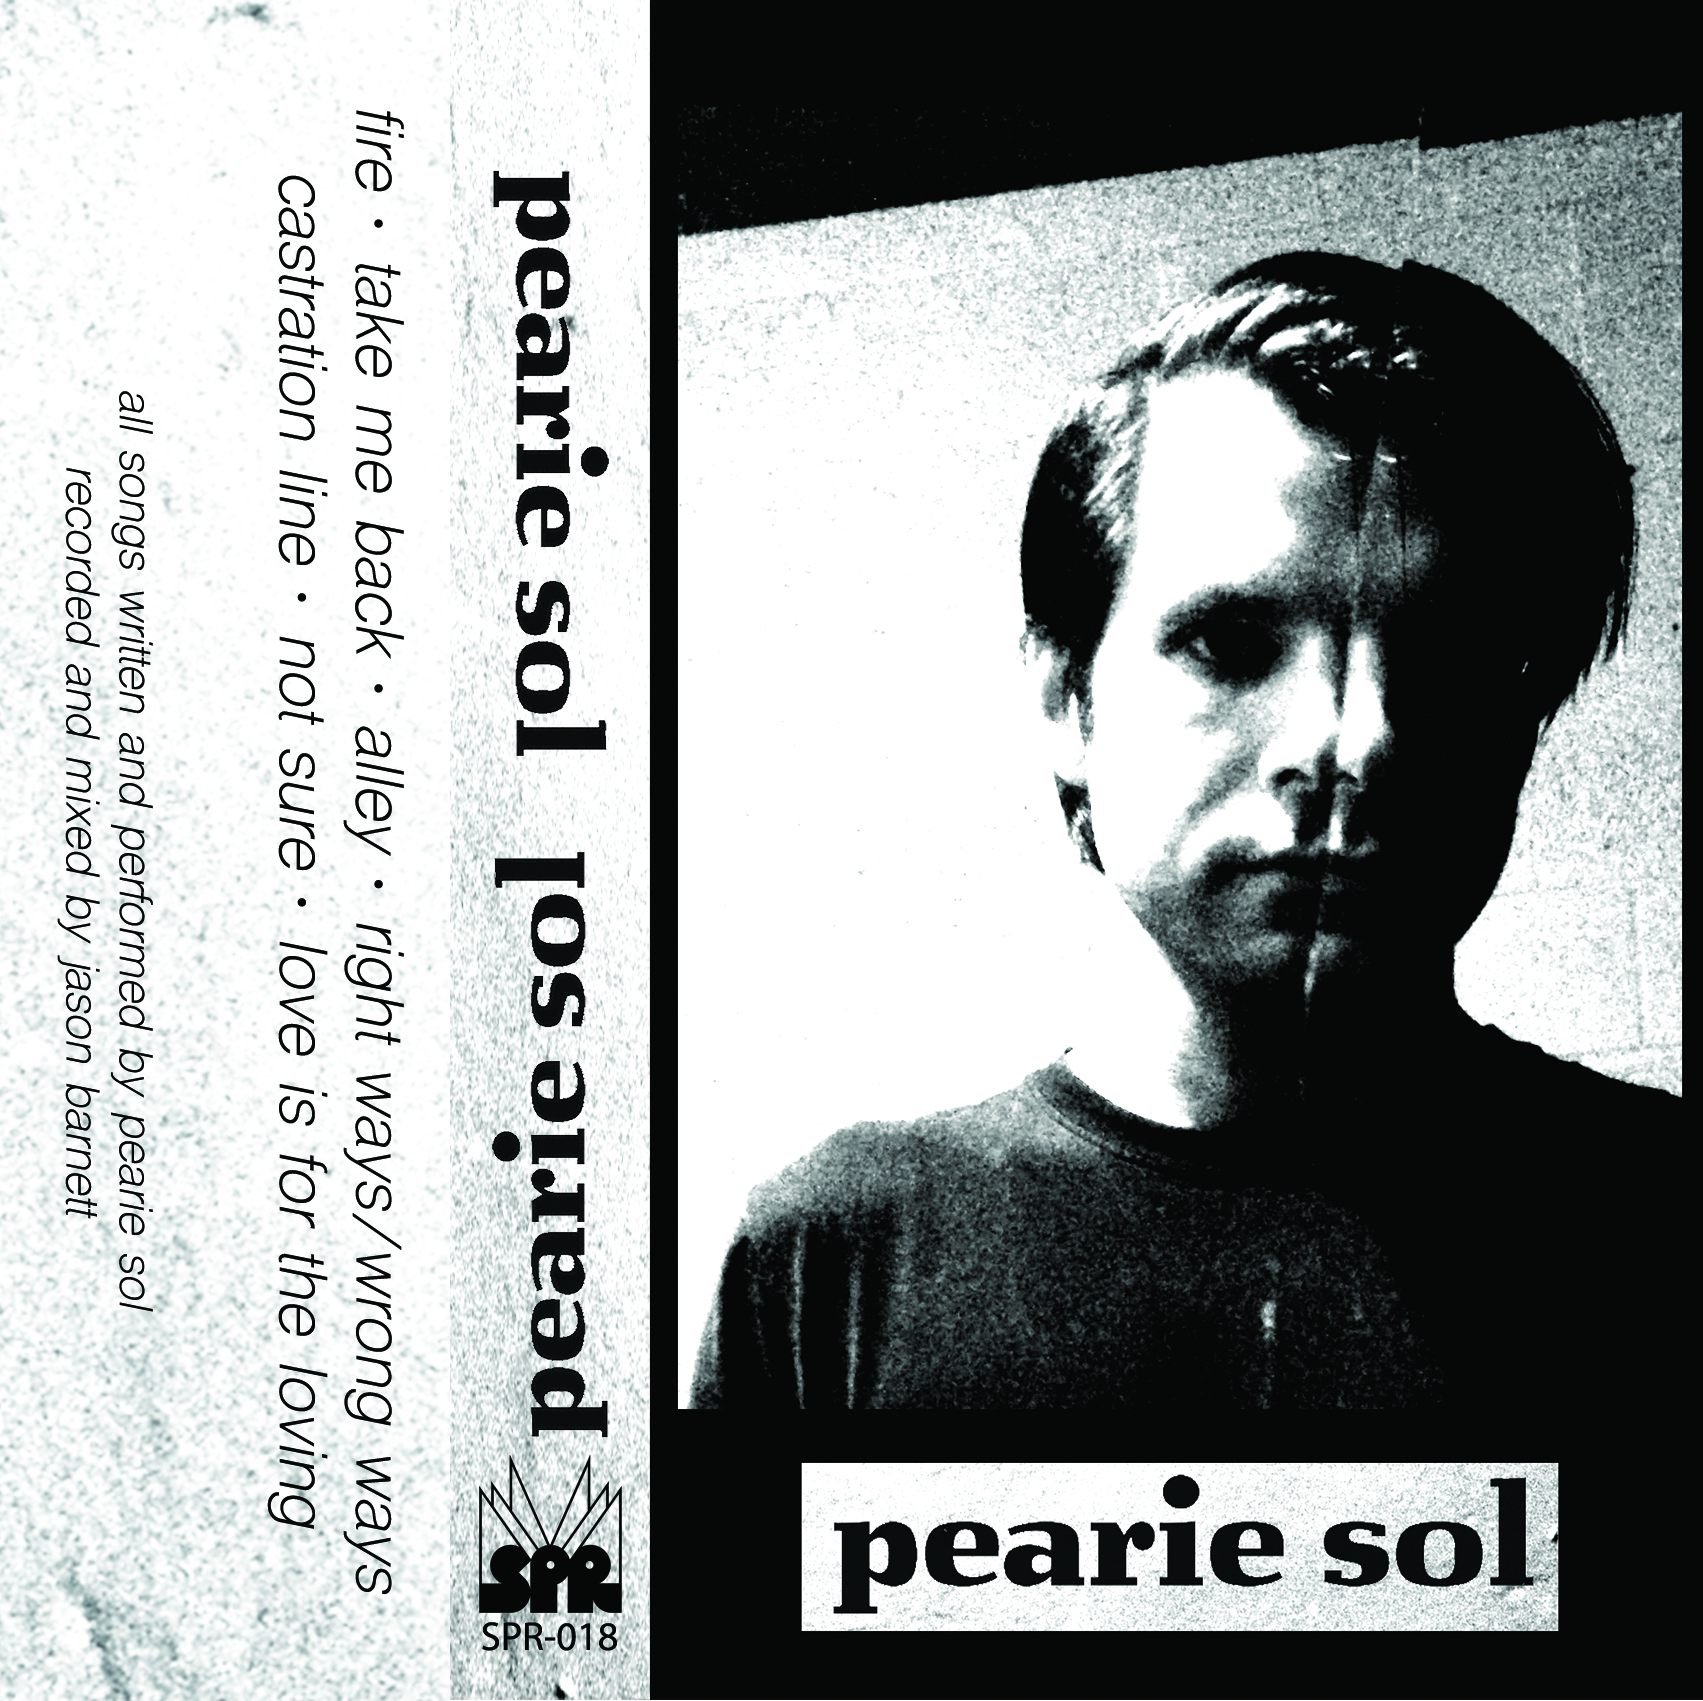 fire · take me back · alley · right ways/wrong ways
castration line · not sure · love is for the loving
all songs written and performed by pearie sol
recorded and mixed by jason barnett
pearie sol
pearie sol
SPR
SPR-018
pearie sol